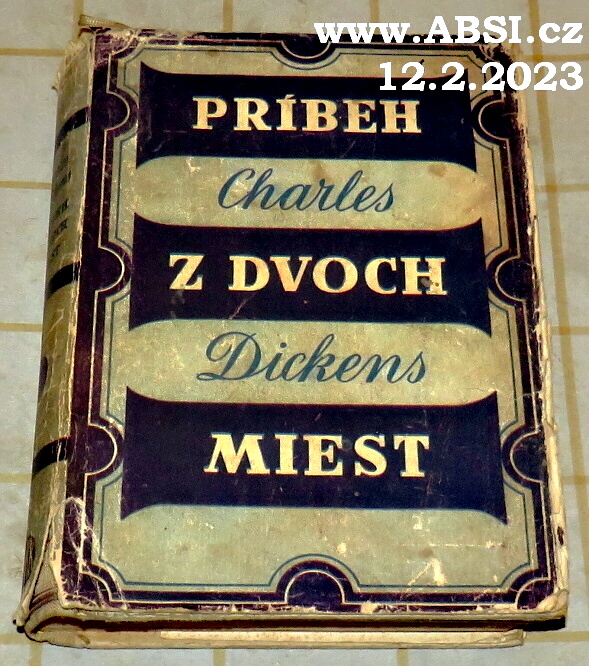 www.ABSI.cz
12.2.2023
PRÍBEH
Charles
Z DVOCH
Dickens
MIEST